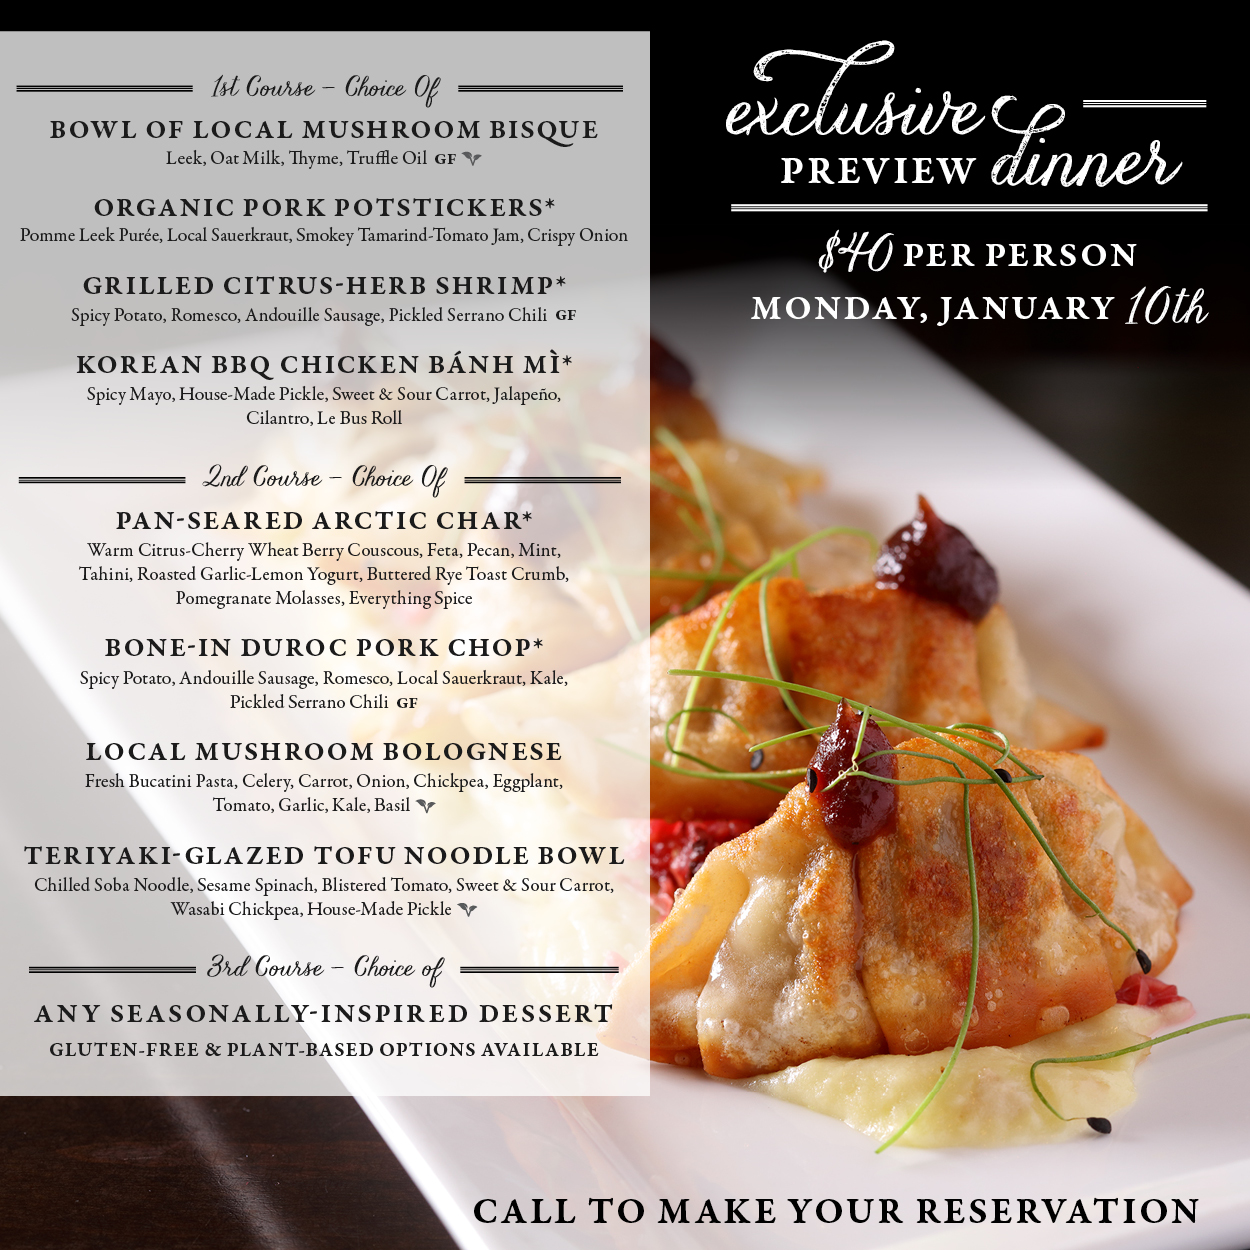 1st Course – Choice Of
BOWL OF LOCAL MUSHROOM BISQUE
Leek, Oat Milk, Thyme, Truffle Oil GF
ORGANIC PORK POTSTICKERS*
Pomme Leek Purée, Local Sauerkraut, Smokey Tamarind-Tomato Jam, Crispy Onion
GRILLED CITRUS-HERB SHRIMP*
Spicy Potato, Romesco, Andouille Sausage, Pickled Serrano Chili GF
KOREAN BBQ CHICKEN BÁNH MÌ*
Spicy Mayo, House-Made Pickle, Sweet & Sour Carrot, Jalapeño,
Cilantro, Le Bus Roll
2nd Course – Choice Of
PAN-SEARED ARCTIC CHAR*
Warm Citrus-Cherry Wheat Berry Couscous, Feta, Pecan, Mint,
Tahini, Roasted Garlic-Lemon Yogurt, Buttered Rye Toast Crumb,
Pomegranate Molasses, Everything Spice
BONE-IN DUROC PORK CHOP*
Spicy Potato, Andouille Sausage, Romesco, Local Sauerkraut, Kale,
Pickled Serrano Chili GF
LOCAL MUSHROOM BOLOGNESE
Fresh Bucatini Pasta, Celery, Carrot, Onion, Chickpea, Eggplant,
Tomato, Garlic, Kale, Basil
TERIYAKI-GLAZED TOFU NOODLE BOWL
Chilled Soba Noodle, Sesame Spinach, Blistered Tomato, Sweet & Sour Carrot,
Wasabi Chickpea, House-Made Pickle
3rd Course – Choice of
ANY SEASONALLY-INSPIRED DESSERT
GLUTEN-FREE & PLANT-BASED OPTIONS AVAILABLE
exclusive
PREVIEW dinner
$40 PER PERSON
MONDAY, JANUARY 10th
CALL TO MAKE YOUR RESERVATION